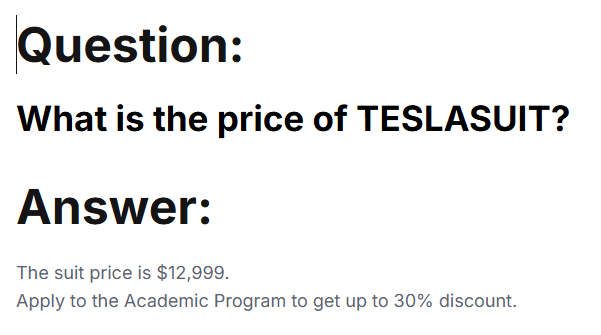 Question:
What is the price of TESLASUIT?
Answer:
The suit price is $12,999.
Apply to the Academic Program to get up to 30% discount.